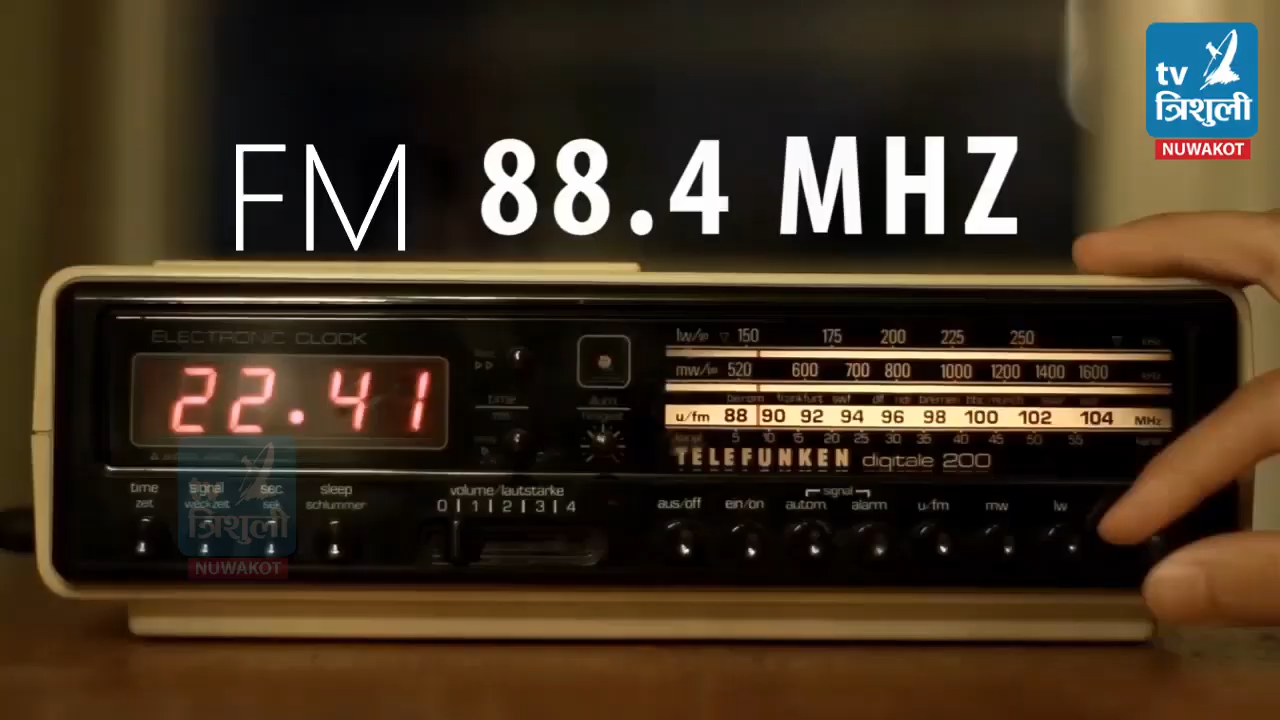 tv
त्रिशुली
NUWAKOT
FM 88.4 MHZ
ELECTRONIC CLOCK
22.41
lw/ 150 175 200 225 250
mw/ 520 600 700 800 1000 1200 1400 1600
u/fm 88 90 92 94 96 98 100 102 104 MHz
5 10 15 20 25 30 35 40 45 50 55
TELEFUNKEN digitale 200
time signal sec sleep
zeit weckzeit sek schlummer
volume/lautstärke
0 | 1 | 2 | 3 | 4
signal
aus/off ein/on autom. alarm u/fm mw lw
tv
त्रिशुली
NUWAKOT